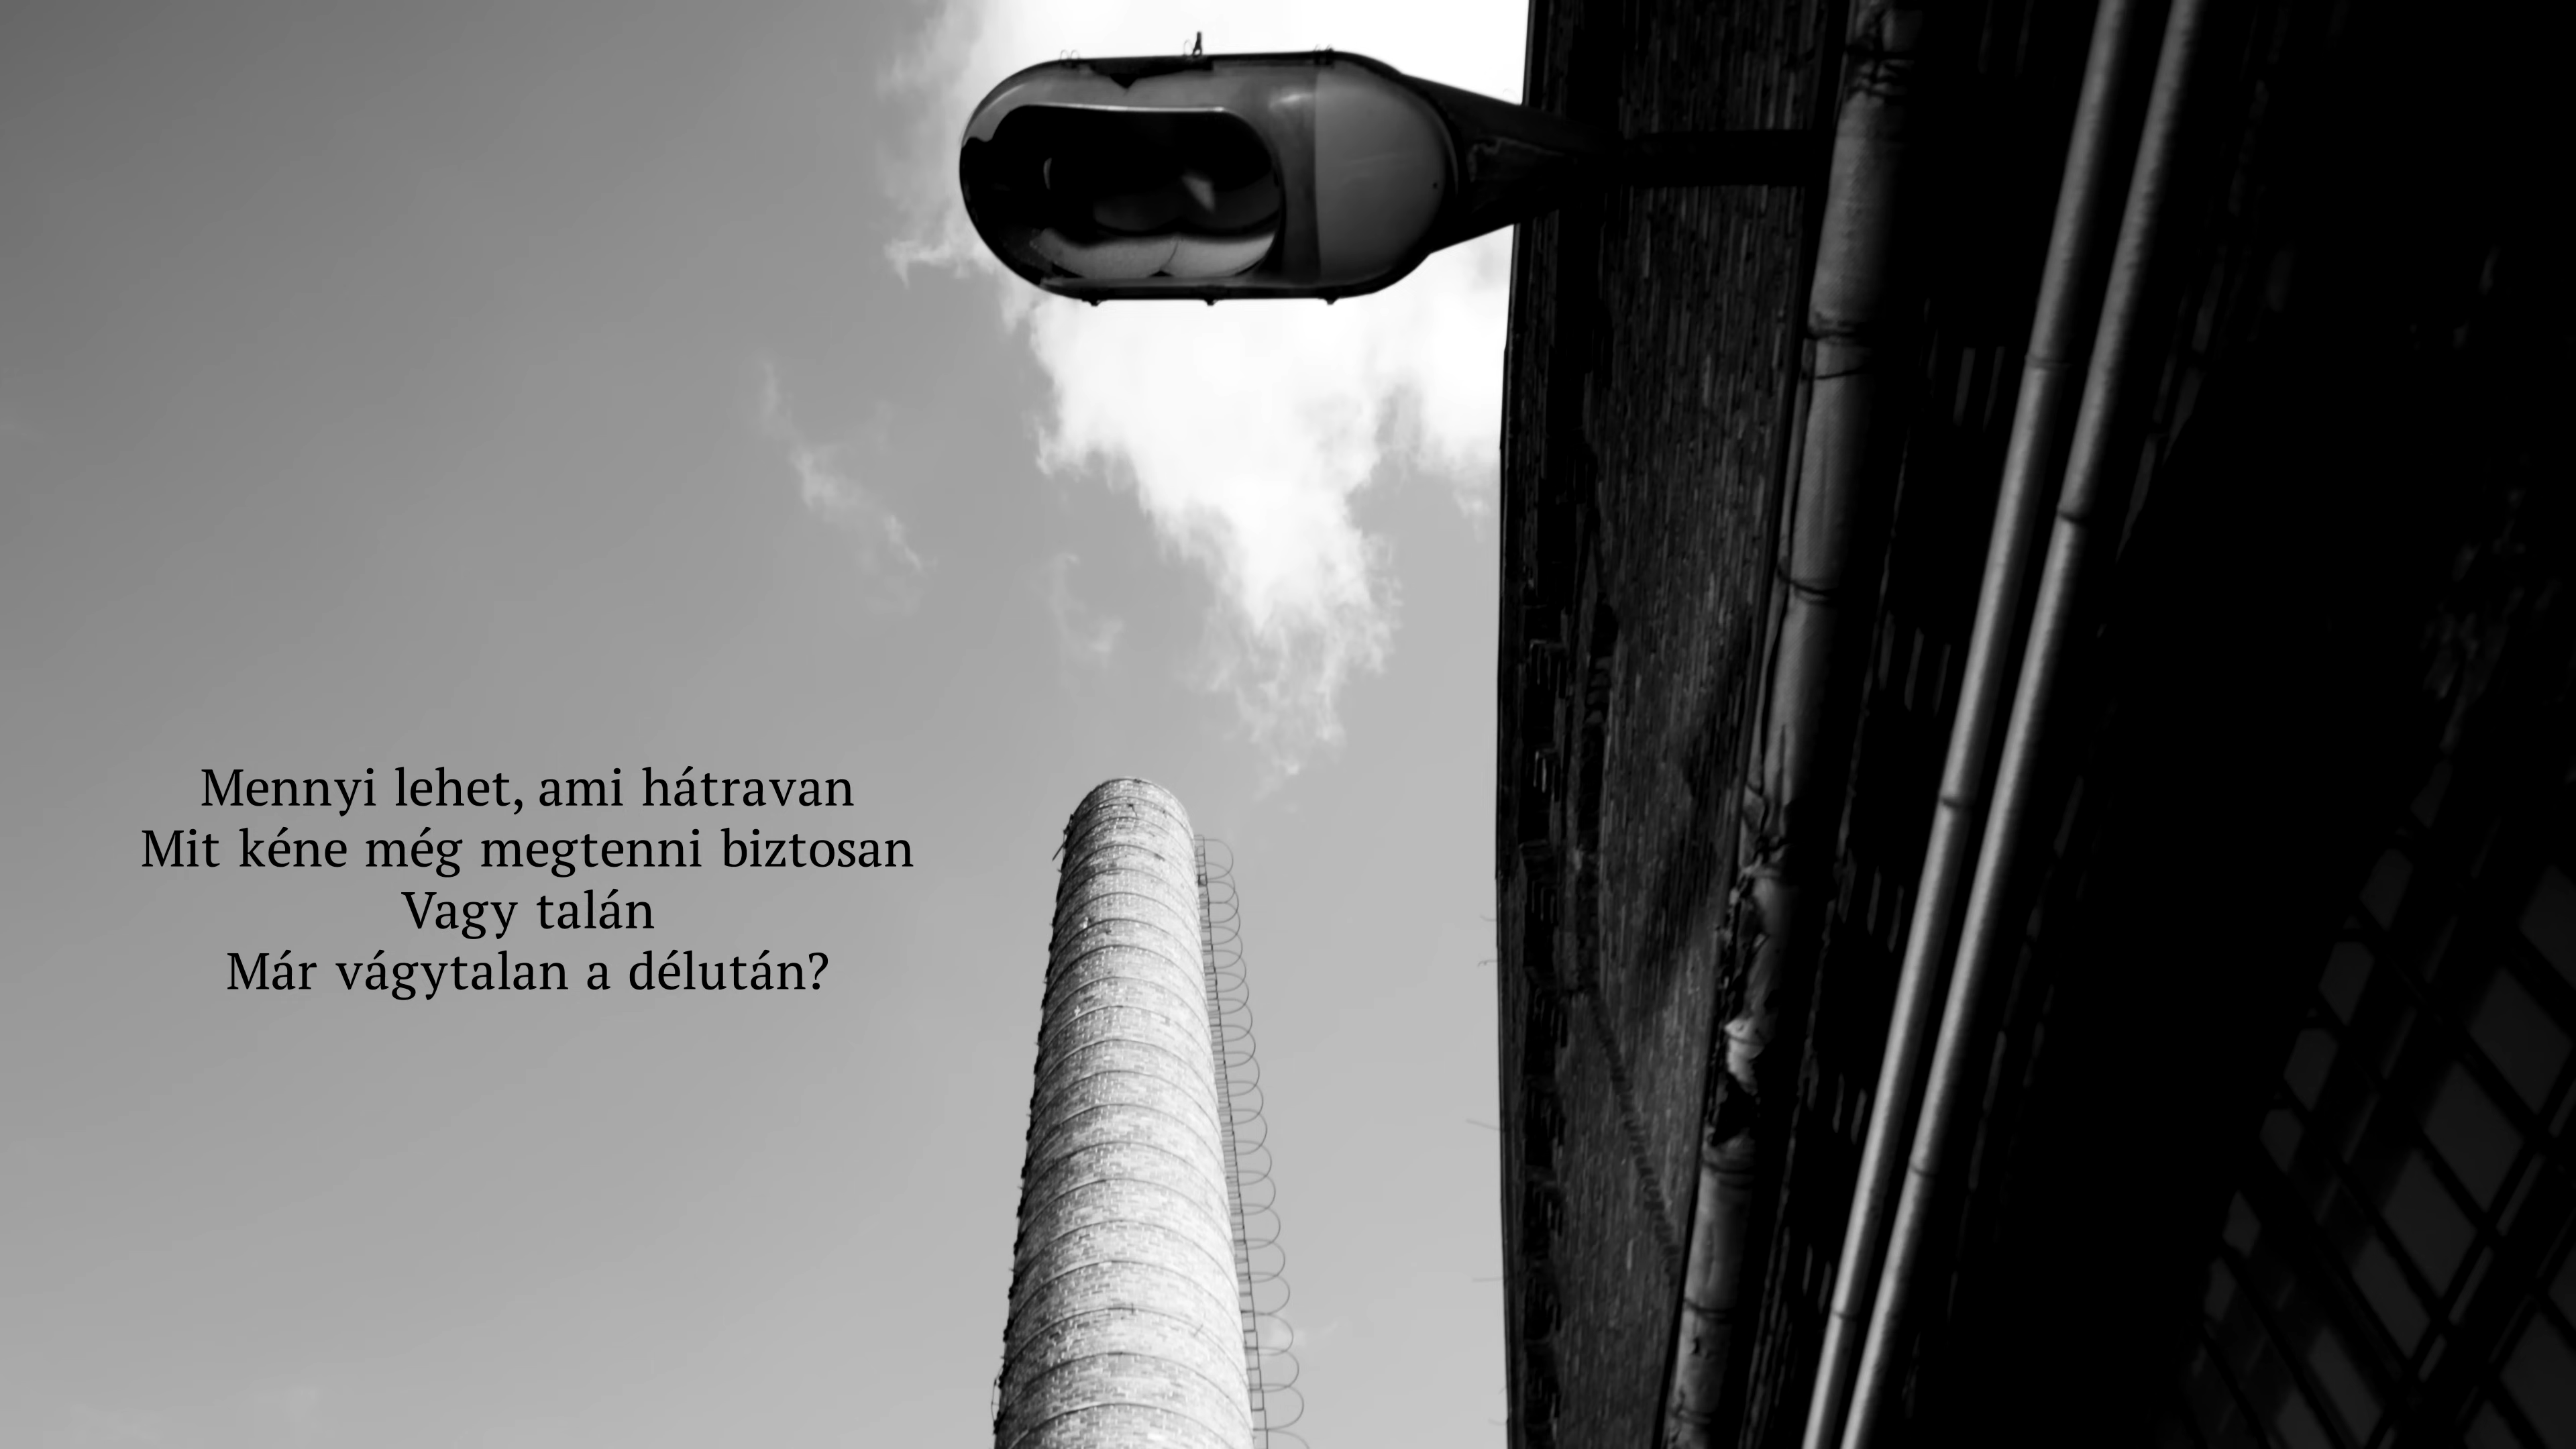 Mennyi lehet, ami hátravan
Mit kéne még megtenni biztosan
Vagy talán
Már vágytalan a délután?